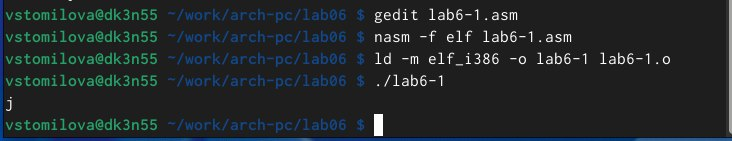 vstomilova@dk3n55 ~/work/arch-pc/lab06 $ gedit lab6-1.asm
vstomilova@dk3n55 ~/work/arch-pc/lab06 $ nasm -f elf lab6-1.asm
vstomilova@dk3n55 ~/work/arch-pc/lab06 $ ld -m elf_i386 -o lab6-1 lab6-1.o
vstomilova@dk3n55 ~/work/arch-pc/lab06 $ ./lab6-1
j
vstomilova@dk3n55 ~/work/arch-pc/lab06 $